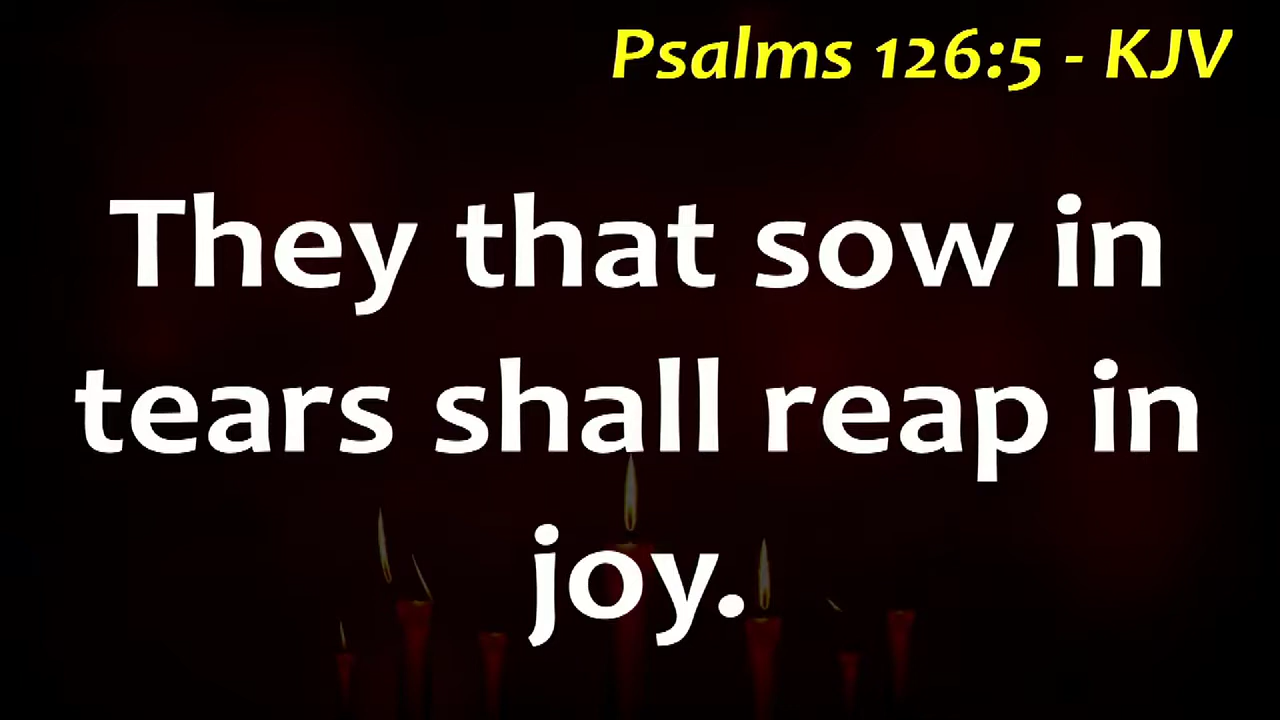 Psalms 126:5 - KJV
They that sow in
tears shall reap in
joy.